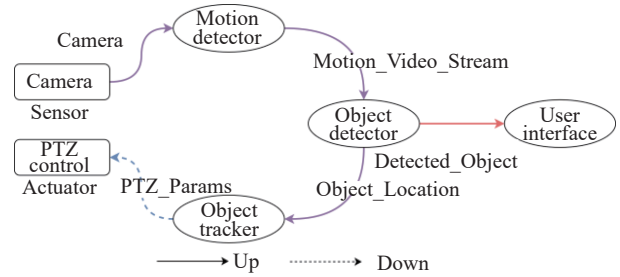 Motion
detector
Camera
Motion_Video_Stream
Camera
Sensor
Object
detector
User
interface
PTZ
control
Actuator
Detected_Object
PTZ_Params
Object_Location
Object
tracker
Up
Down